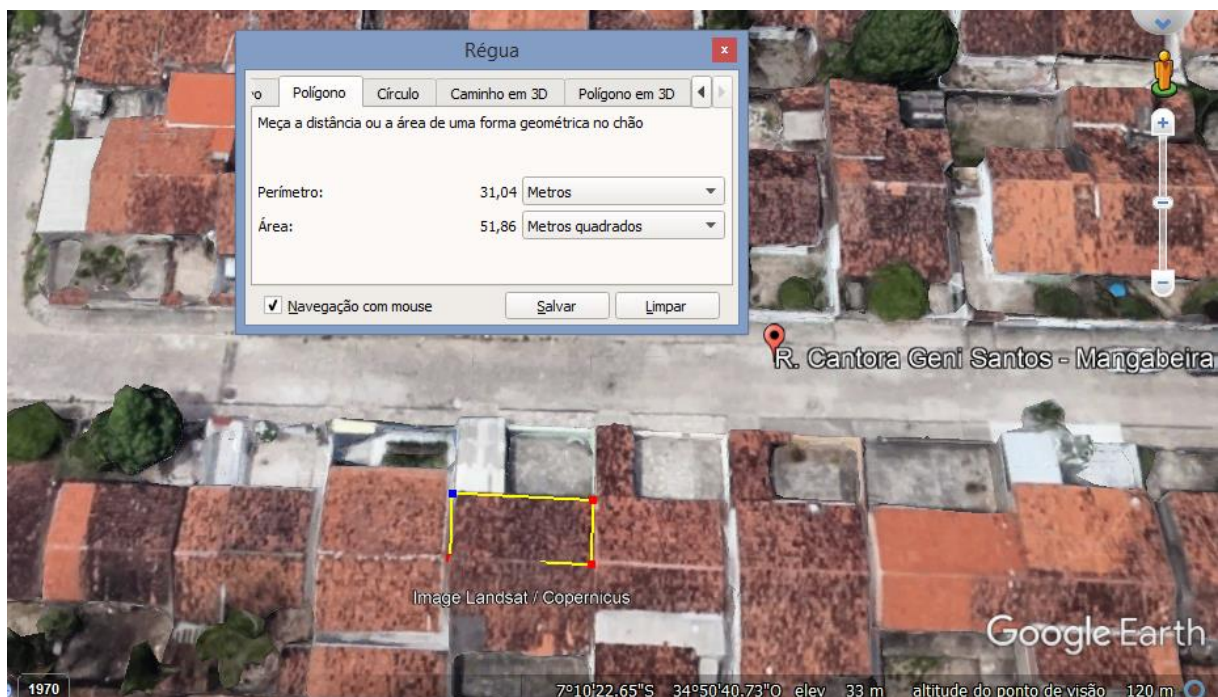 Régua
x
vo
Polígono
Círculo
Caminho em 3D
Polígono em 3D
Meça a distância ou a área de uma forma geométrica no chão
Perímetro:
31,04
Metros
Área:
51,86
Metros quadrados
Navegação com mouse
Salvar
Limpar
R. Cantora Geni Santos - Mangabeira
Image Landsat / Copernicus
Google Earth
1970
7°10'22.65"S 34°50'40.73"O elev 33 m altitude do ponto de visão 120 m